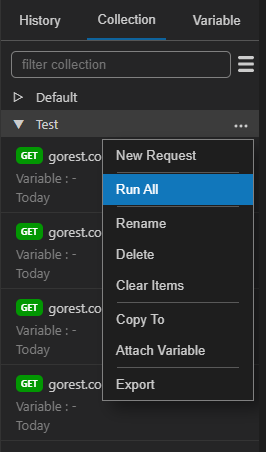 History Collection Variable
filter collection
Default
Test ...
GET gorest.co
Variable : -
Today
GET gorest.co
Variable : -
Today
GET gorest.co
Variable : -
Today
GET gorest.co
Variable : -
Today
New Request
Run All
Rename
Delete
Clear Items
Copy To
Attach Variable
Export